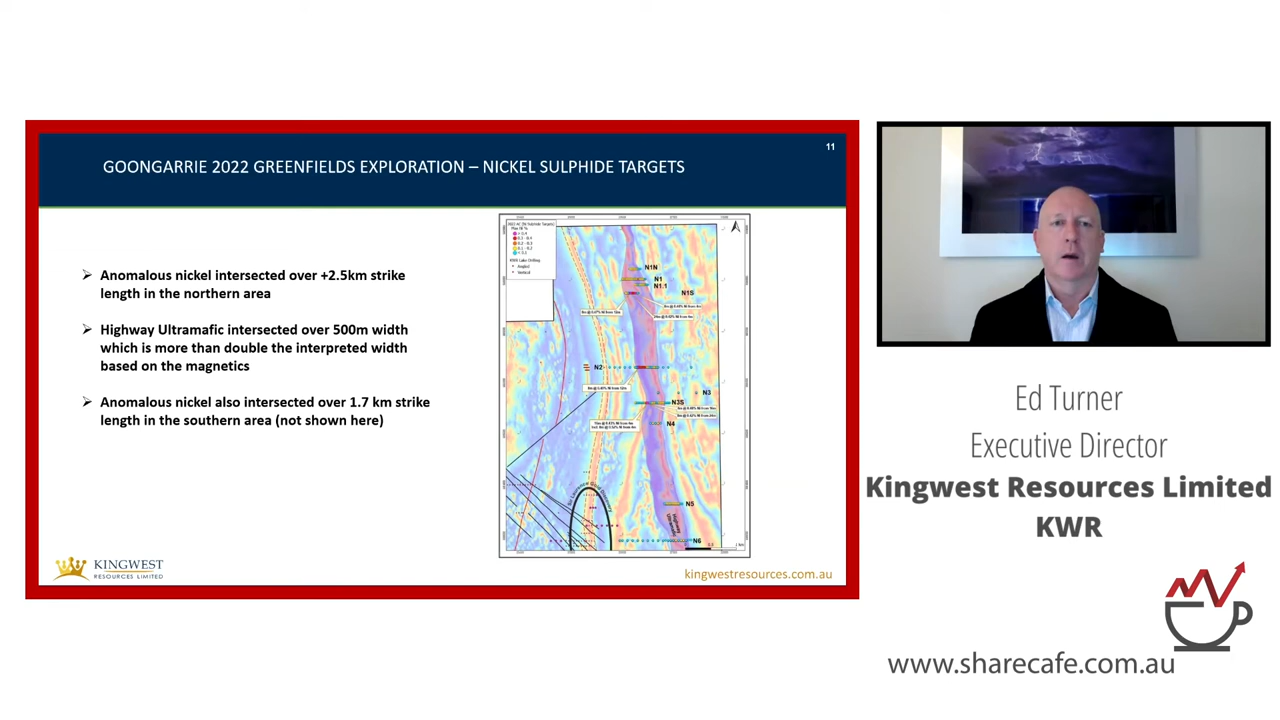 11
GOONGARRIE 2022 GREENFIELDS EXPLORATION – NICKEL SULPHIDE TARGETS
➢ Anomalous nickel intersected over +2.5km strike
length in the northern area
➢ Highway Ultramafic intersected over 500m width
which is more than double the interpreted width
based on the magnetics
➢ Anomalous nickel also intersected over 1.7 km strike
length in the southern area (not shown here)
N1N
N1
N1.1
N1S
N2
N3
N3S
N4
N5
N6
Highway
KINGWEST
RESOURCES LIMITED
kingwestresources.com.au
Ed Turner
Executive Director
Kingwest Resources Limited
KWR
www.sharecafe.com.au